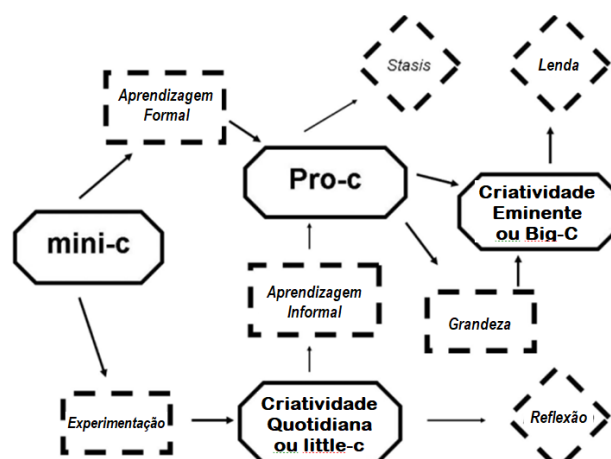 Stasis
Lenda
Aprendizagem
Formal
Pro-c
Criatividade
Eminente
ou Big-C
mini-c
Aprendizagem
Informal
Grandeza
Experimentação
Criatividade
Quotidiana
ou little-c
Reflexão